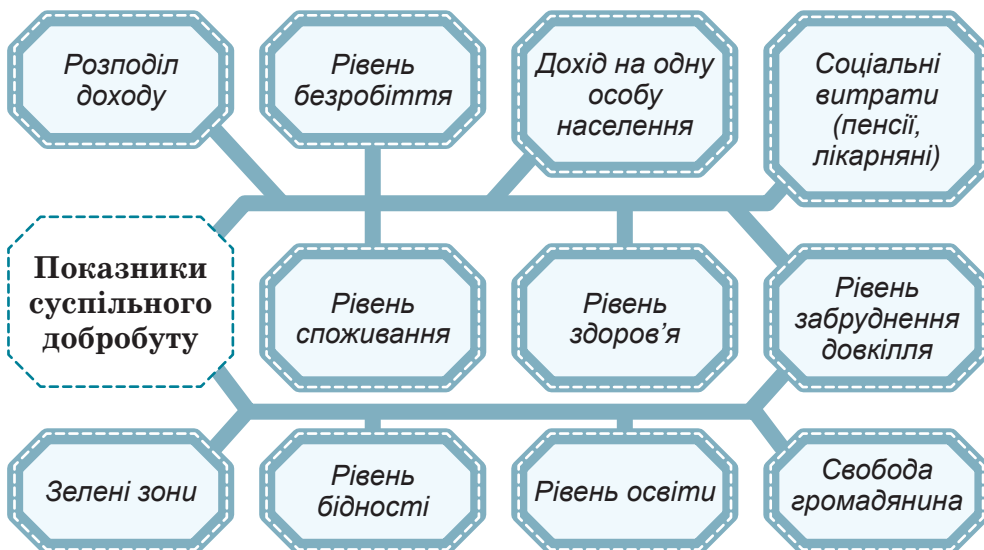 Розподіл
доходу
Рівень
безробіття
Дохід на одну
особу
населення
Соціальні
витрати
(пенсії,
лікарняні)
Показники
суспільного
добробуту
Рівень
споживання
Рівень
здоров’я
Рівень
забруднення
довкілля
Зелені зони
Рівень
бідності
Рівень освіти
Свобода
громадянина